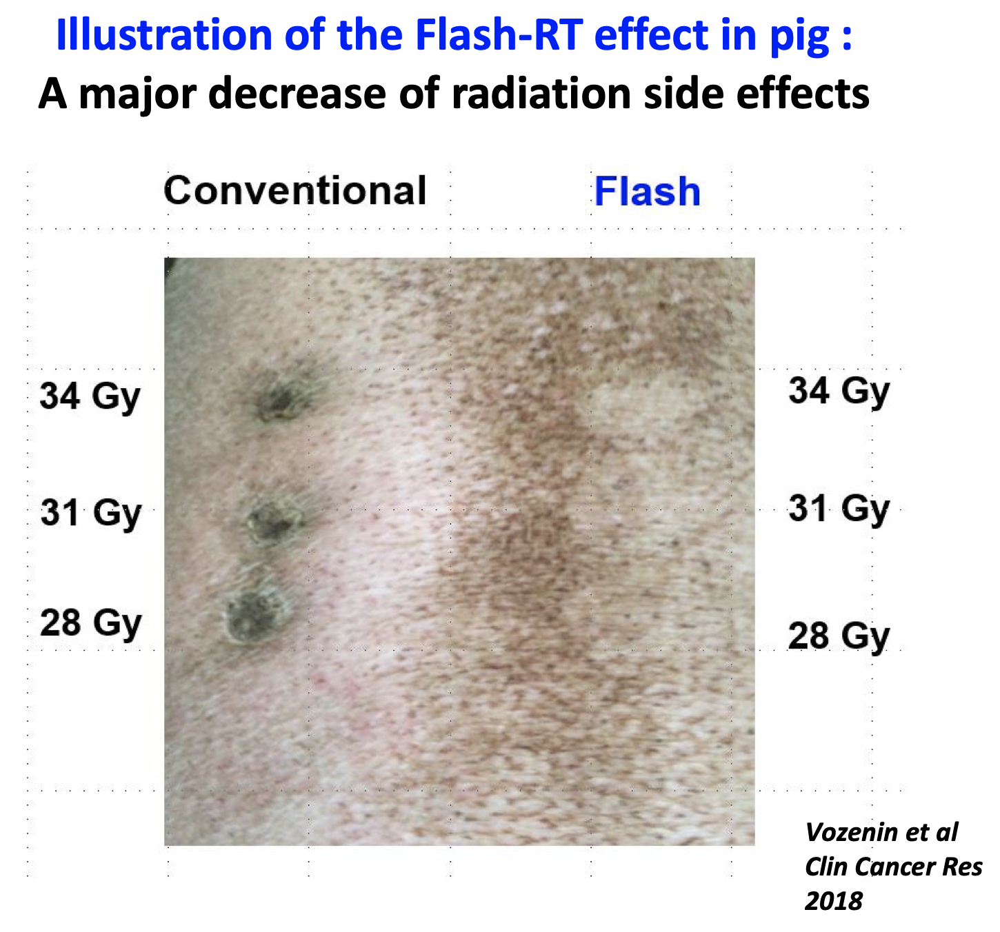 Illustration of the Flash-RT effect in pig :
A major decrease of radiation side effects
Conventional
Flash
34 Gy
34 Gy
31 Gy
31 Gy
28 Gy
28 Gy
Vozenin et al
Clin Cancer Res
2018